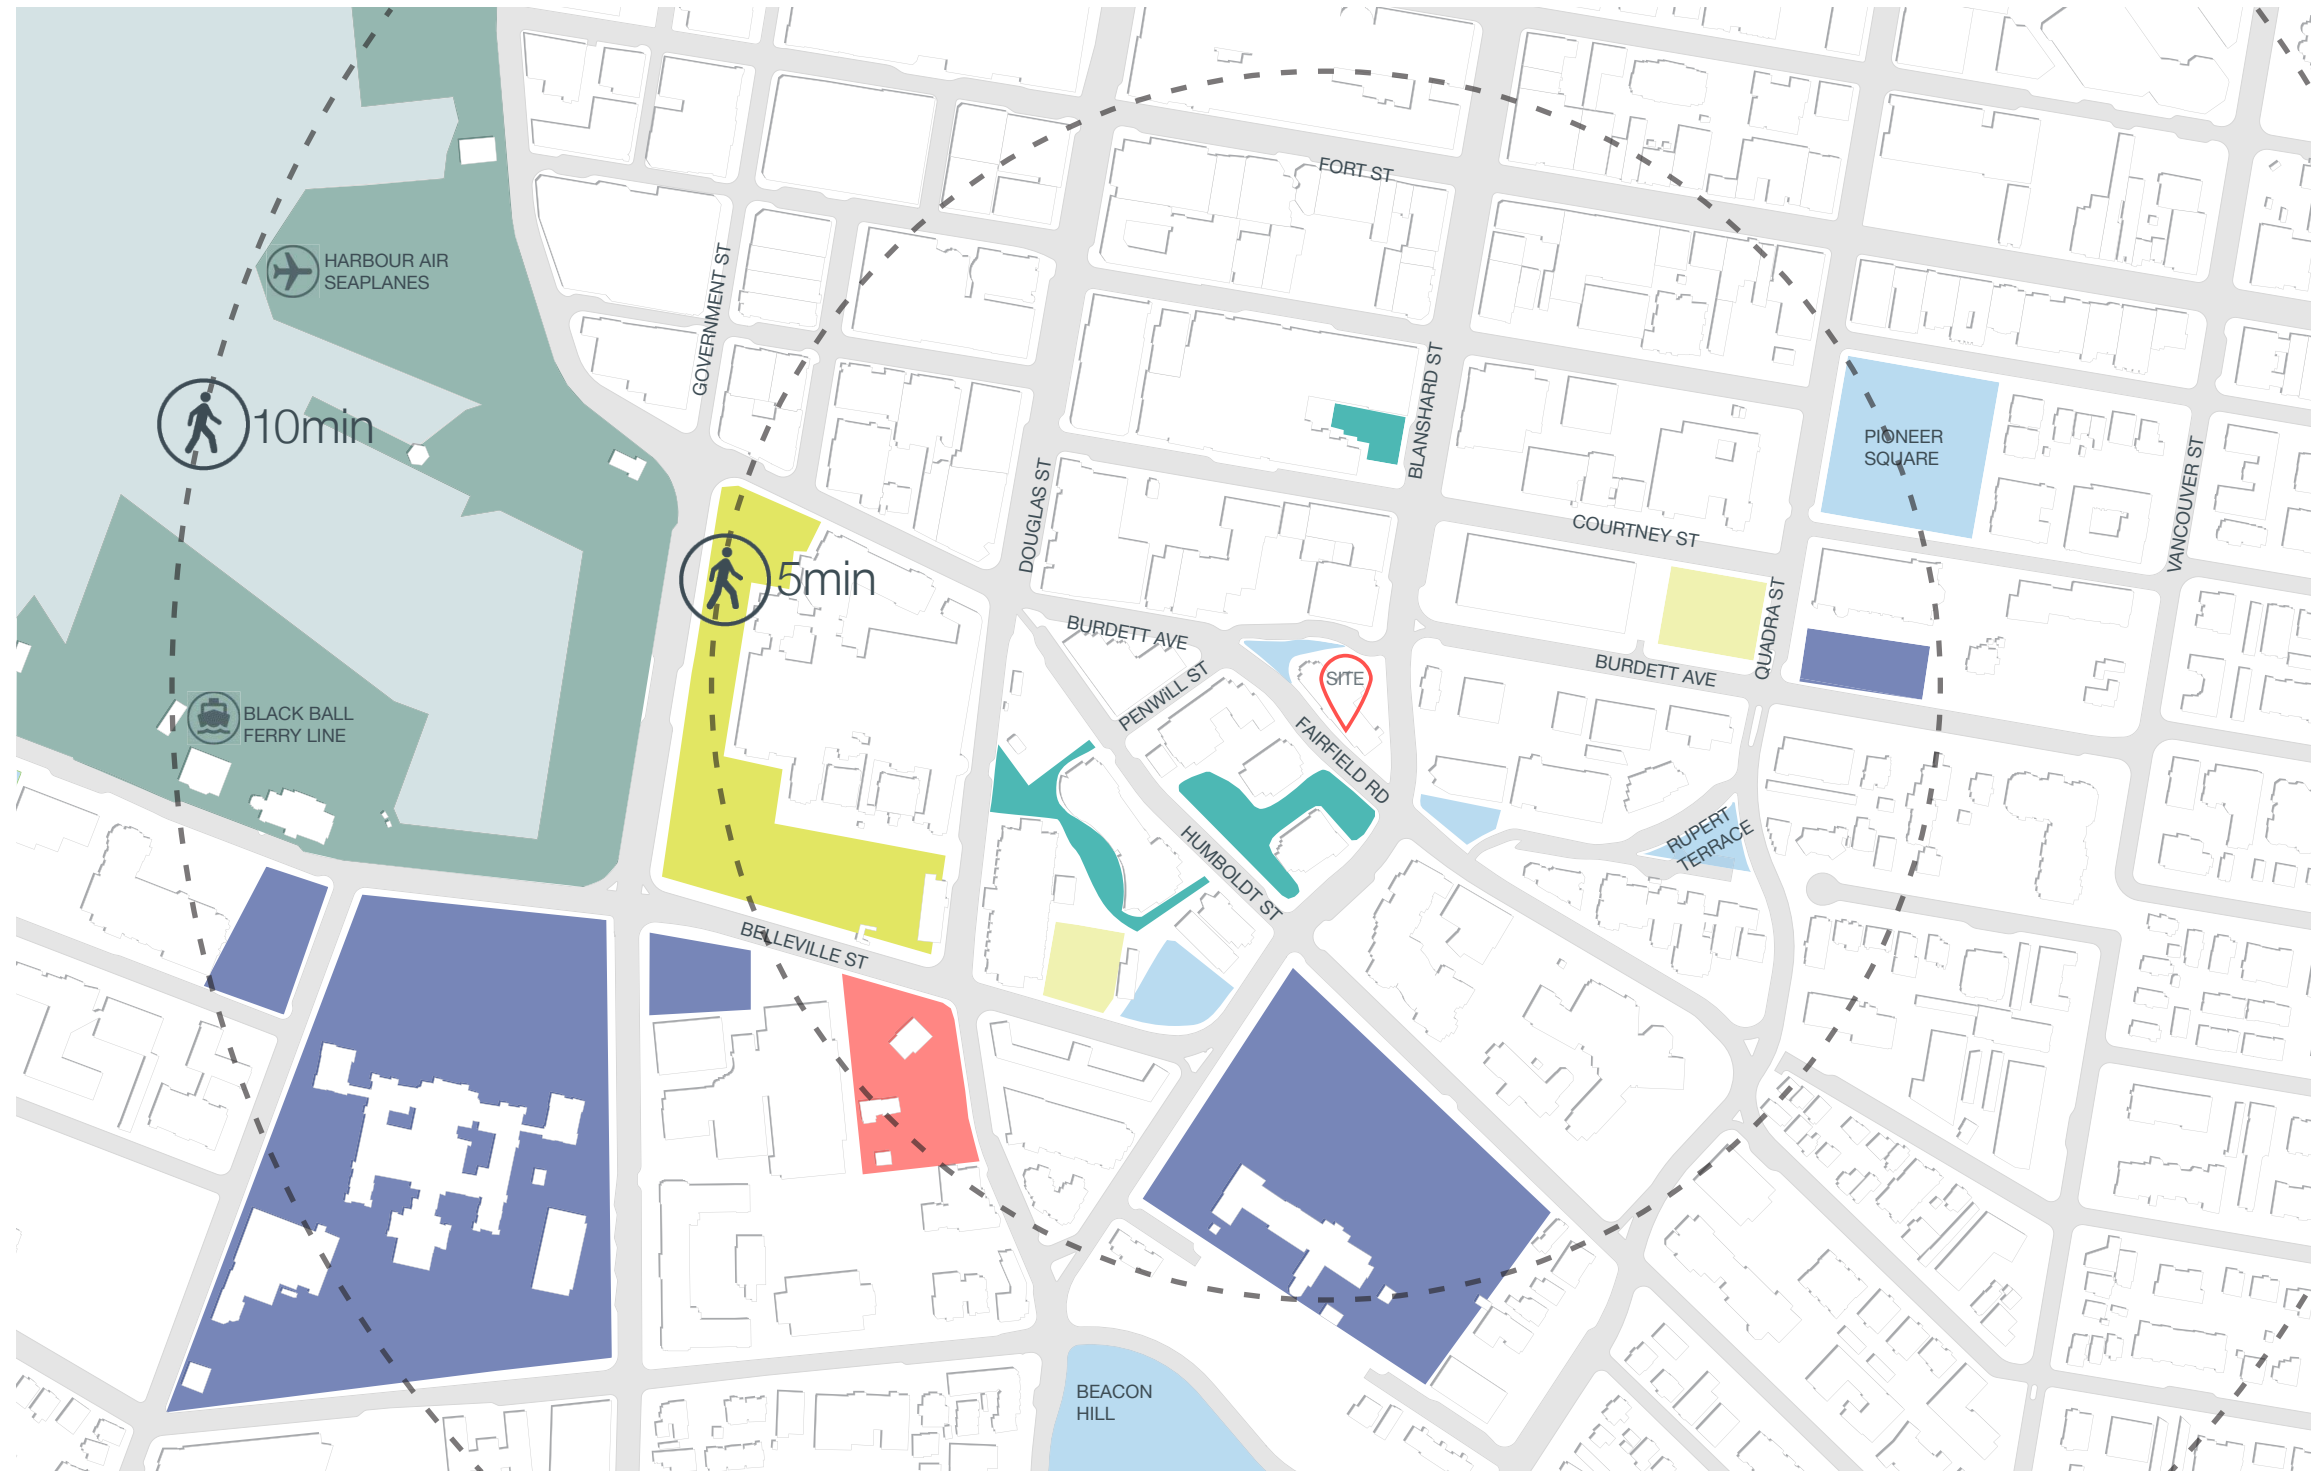 FORT ST
HARBOUR AIR
SEAPLANES
GOVERNMENT ST
BLANSHARD ST
10min
PIONEER
SQUARE
VANCOUVER ST
DOUGLAS ST
COURTNEY ST
5min
QUADRA ST
BURDETT AVE
BURDETT AVE
SITE
PENWiLL ST
BLACK BALL
FERRY LINE
FAIRFIELD RD
RUPERT
TERRACE
HUMBOLDT ST
BELLEVILLE ST
BEACON
HILL